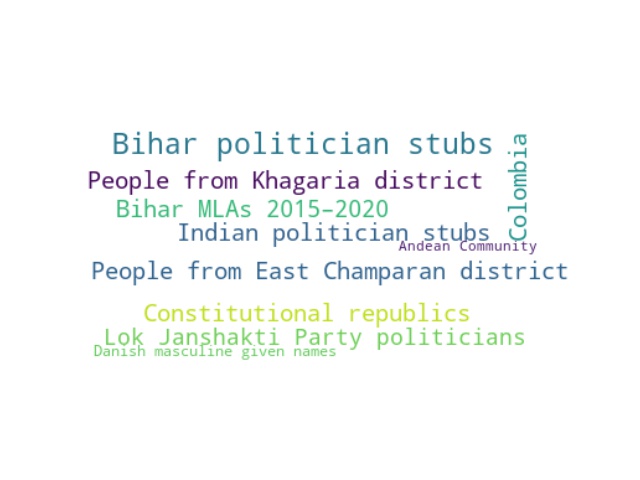 Bihar politician stubs
Colombia
People from Khagaria district
Bihar MLAs 2015–2020
Indian politician stubs
Andean Community
People from East Champaran district
Constitutional republics
Lok Janshakti Party politicians
Danish masculine given names